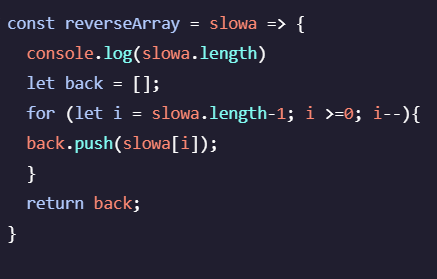 const reverseArray = slowa => {
console.log(slowa.length)
let back = [];
for (let i = slowa.length-1; i >=0; i--){
back.push(slowa[i]);
}
return back;
}